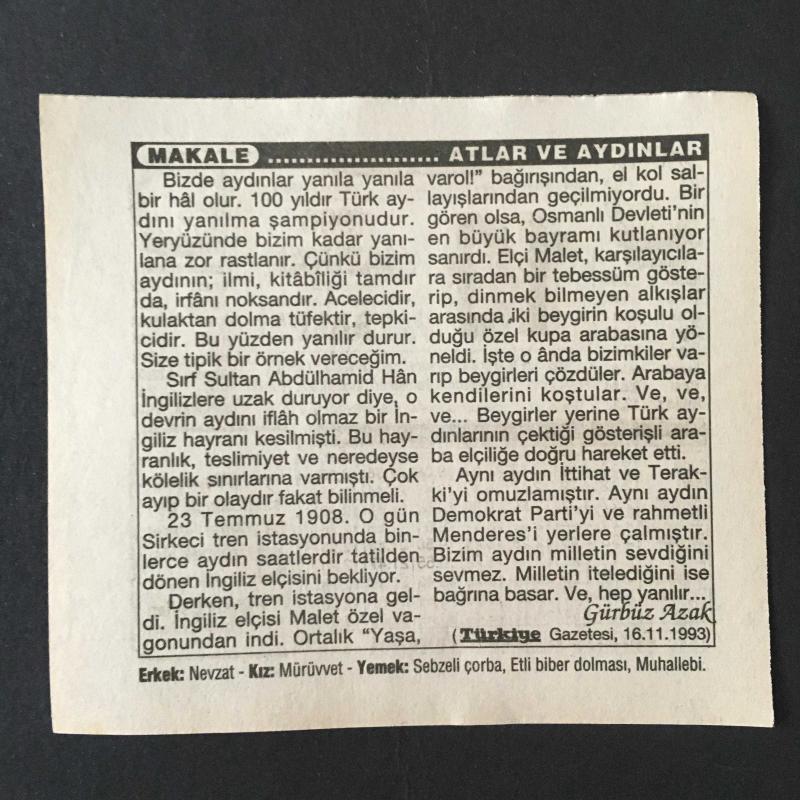 MAKALE ........................ ATLAR VE AYDINLAR
Bizde aydınlar yanıla yanıla
bir hâl olur. 100 yıldır Türk ay-
dını yanılma şampiyonudur.
Yeryüzünde bizim kadar yanı-
lana zor rastlanır. Çünkü bizim
aydının; ilmi, kitâbîliği tamdır
da, irfânı noksandır. Acelecidir,
kulaktan dolma tüfektir, tepki-
cidir. Bu yüzden yanılır durur.
Size tipik bir örnek vereceğim.
Sırf Sultan Abdülhamid Hân
İngilizlere uzak duruyor diye, o
devrin aydını iflâh olmaz bir İn-
giliz hayranı kesilmişti. Bu hay-
ranlık, teslimiyet ve neredeyse
kölelik sınırlarına varmıştı. Çok
ayıp bir olaydır fakat bilinmeli.
23 Temmuz 1908. O gün
Sirkeci tren istasyonunda bin-
lerce aydın saatlerdir tatilden
dönen İngiliz elçisini bekliyor.
Derken, tren istasyona gel-
di. İngiliz elçisi Malet özel va-
gonundan indi. Ortalık "Yaşa,
varol!" bağırışından, el kol sal-
layışlarından geçilmiyordu. Bir
gören olsa, Osmanlı Devleti'nin
en büyük bayramı kutlanıyor
sanırdı. Elçi Malet, karşılayıcıla-
ra sıradan bir tebessüm göste-
rip, dinmek bilmeyen alkışlar
arasında iki beygirin koşulu ol-
duğu özel kupa arabasına yö-
neldi. İşte o ânda bizimkiler va-
rıp beygirleri çözdüler. Arabaya
kendilerini koştular. Ve, ve,
ve... Beygirler yerine Türk ay-
dınlarının çektiği gösterişli ara-
ba elçiliğe doğru hareket etti.
Aynı aydın İttihat ve Terak-
ki'yi omuzlamıştır. Aynı aydın
Demokrat Parti'yi ve rahmetli
Menderes'i yerlere çalmıştır.
Bizim aydın milletin sevdiğini
sevmez. Milletin itelediğini ise
bağrına basar. Ve, hep yanılır...
Gürbüz Azak
(Türkiye Gazetesi, 16.11.1993)
Erkek: Nevzat - Kız: Mürüvvet - Yemek: Sebzeli çorba, Etli biber dolması, Muhallebi.